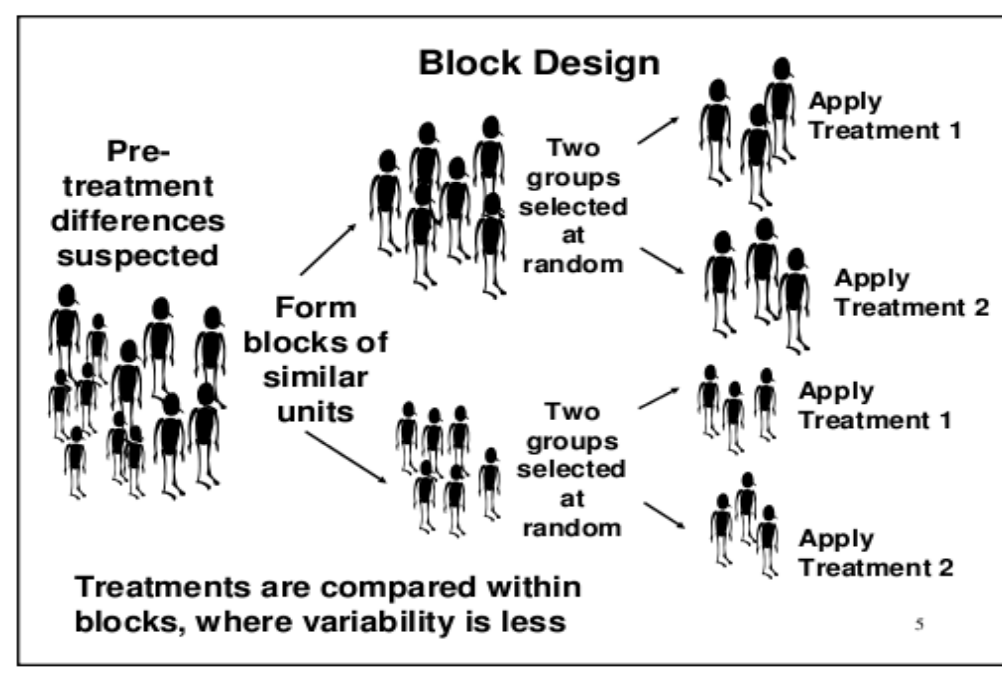 Block Design
Pre-
treatment
differences
suspected
Form
blocks of
similar
units
Two
groups
selected
at
random
Apply
Treatment 1
Apply
Treatment 2
Two
groups
selected
at
random
Apply
Treatment 1
Apply
Treatment 2
Treatments are compared within
blocks, where variability is less
5